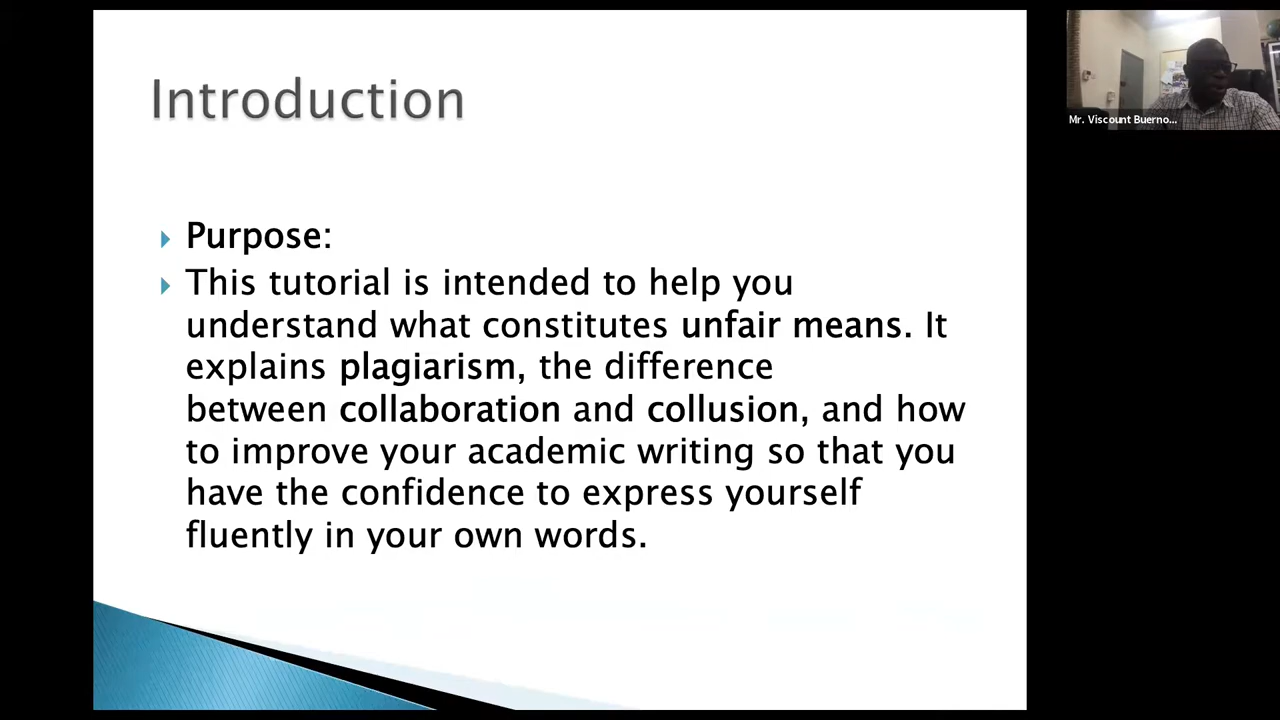 Introduction
Purpose:
This tutorial is intended to help you
understand what constitutes unfair means. It
explains plagiarism, the difference
between collaboration and collusion, and how
to improve your academic writing so that you
have the confidence to express yourself
fluently in your own words.
Mr. Viscount Buerno...